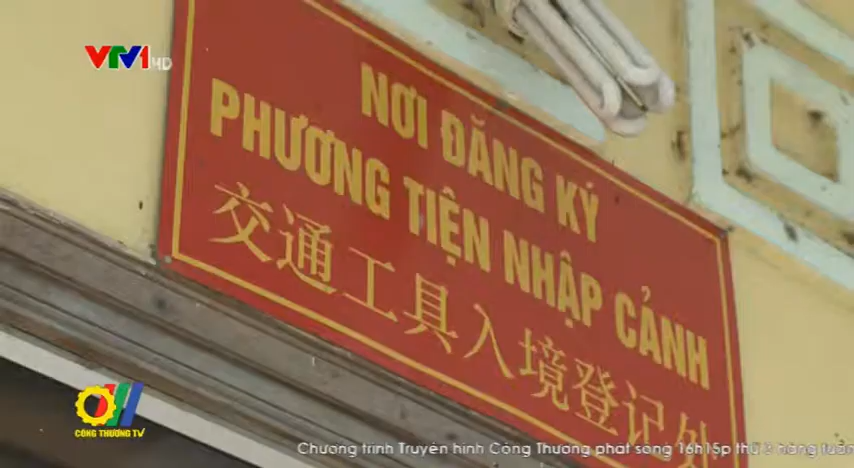 VTV1 HD
NƠI ĐĂNG KÝ
PHƯƠNG TIỆN NHẬP CẢNH
交通工具入境登记处
CÔNG THƯƠNG TV
Chương trình Truyền hình Công Thương phát sóng 16h15p thứ 3 hàng tuần